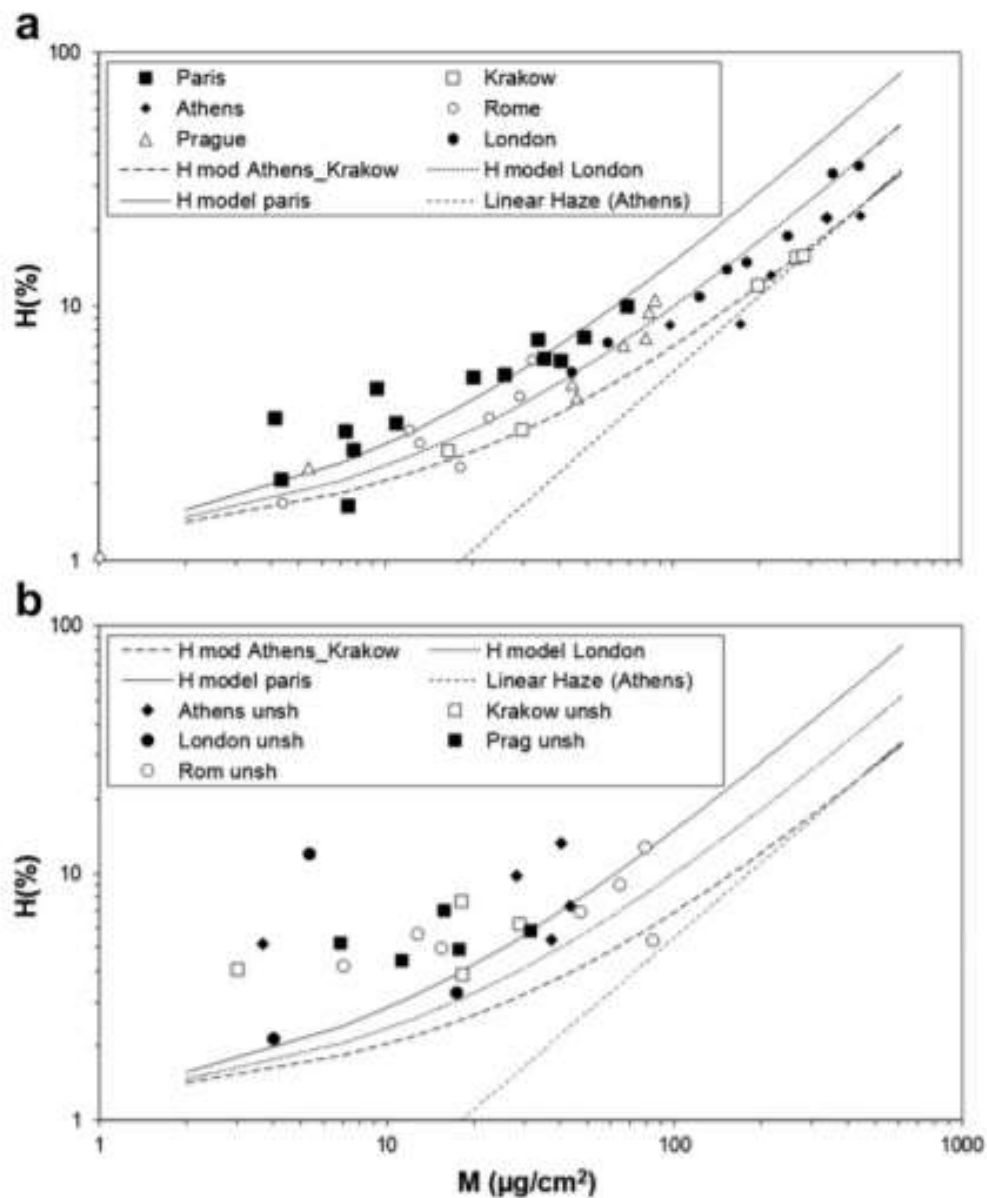 a
100
Paris Krakow
Athens Rome
Prague London
H mod Athens_Krakow H model London
H model paris Linear Haze (Athens)
H(%)
10
1
b
100
H mod Athens_Krakow H model London
H model paris Linear Haze (Athens)
Athens unsh Krakow unsh
London unsh Prag unsh
Rom unsh
H(%)
10
1
1 10 100 1000
M (µg/cm²)